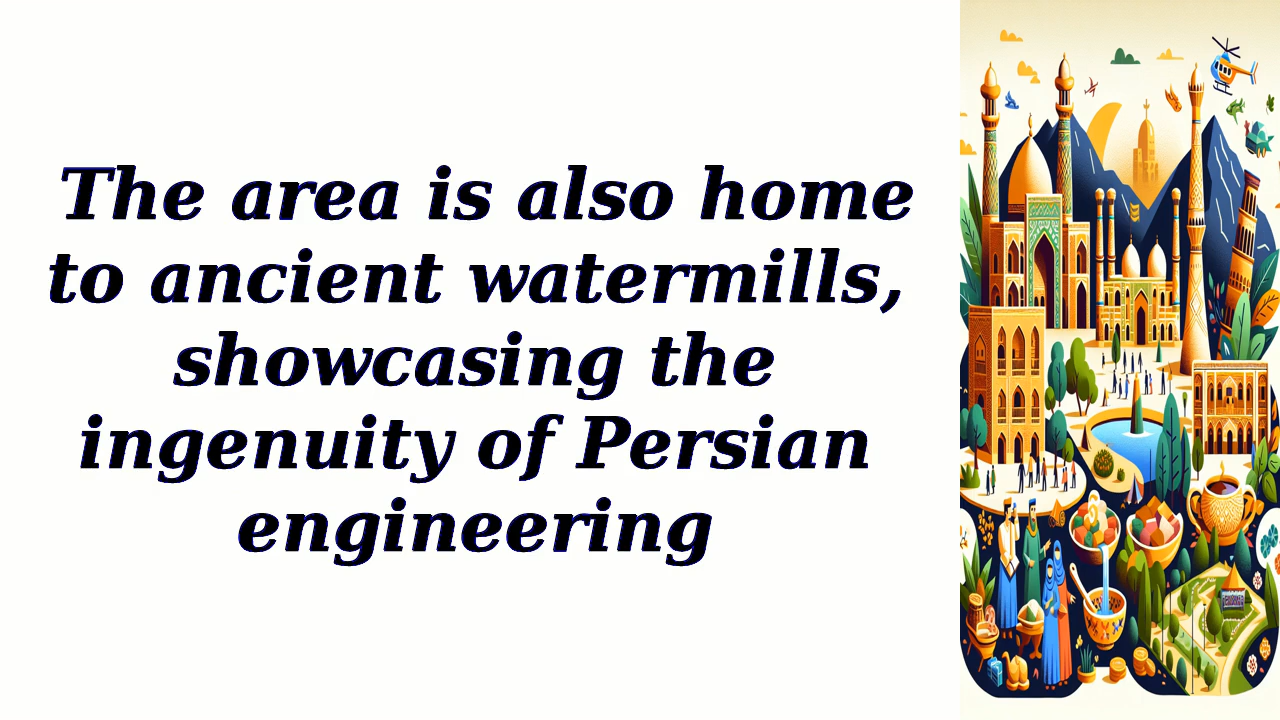 The area is also home
to ancient watermills,
showcasing the
ingenuity of Persian
engineering